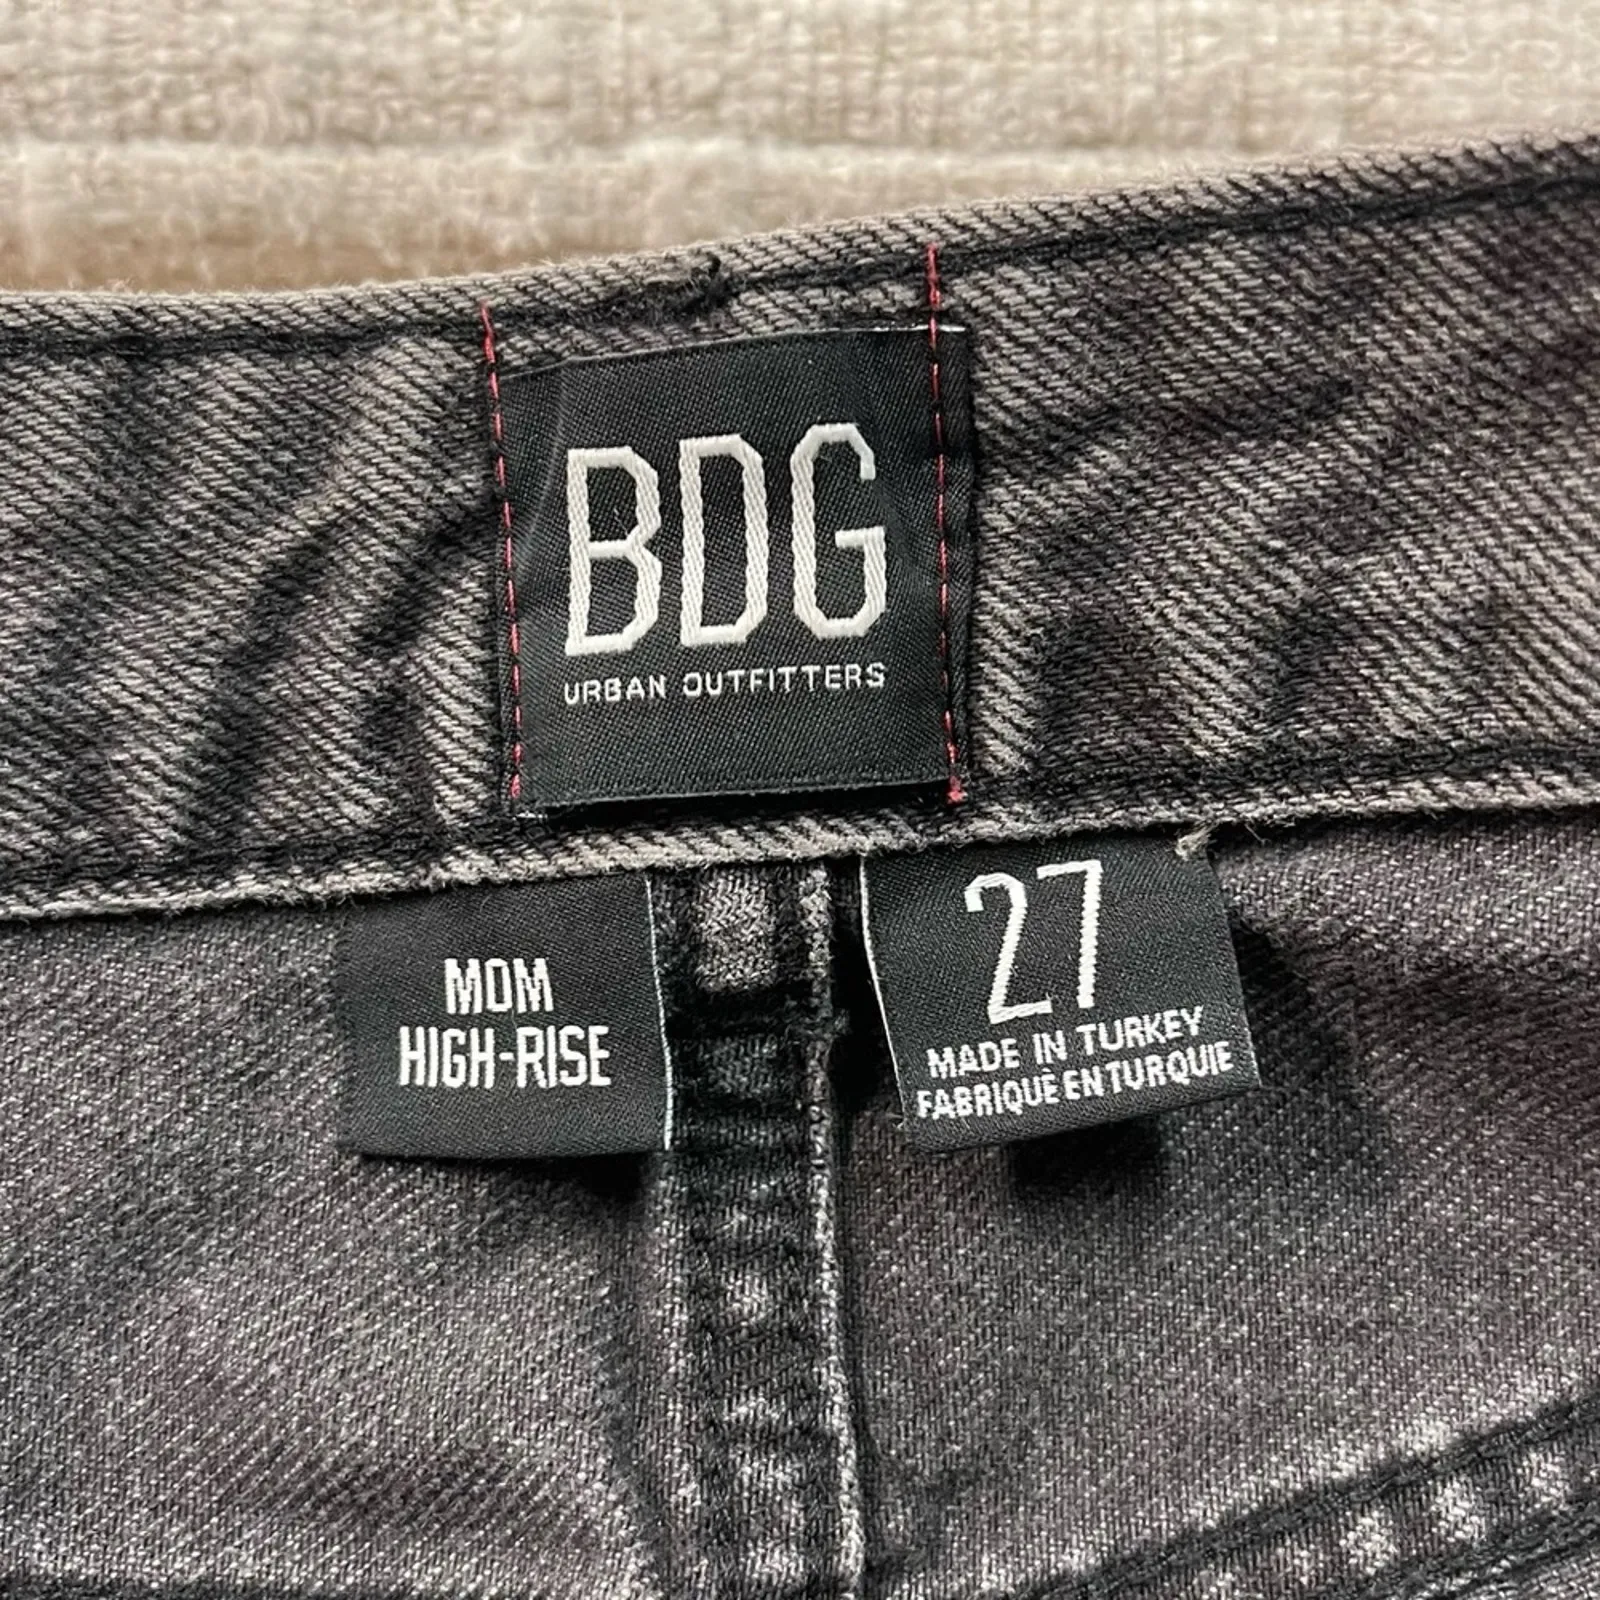 BDG
URBAN OUTFITTERS
MOM
HIGH-RISE
27
MADE IN TURKEY
FABRIQUÉ EN TURQUIE